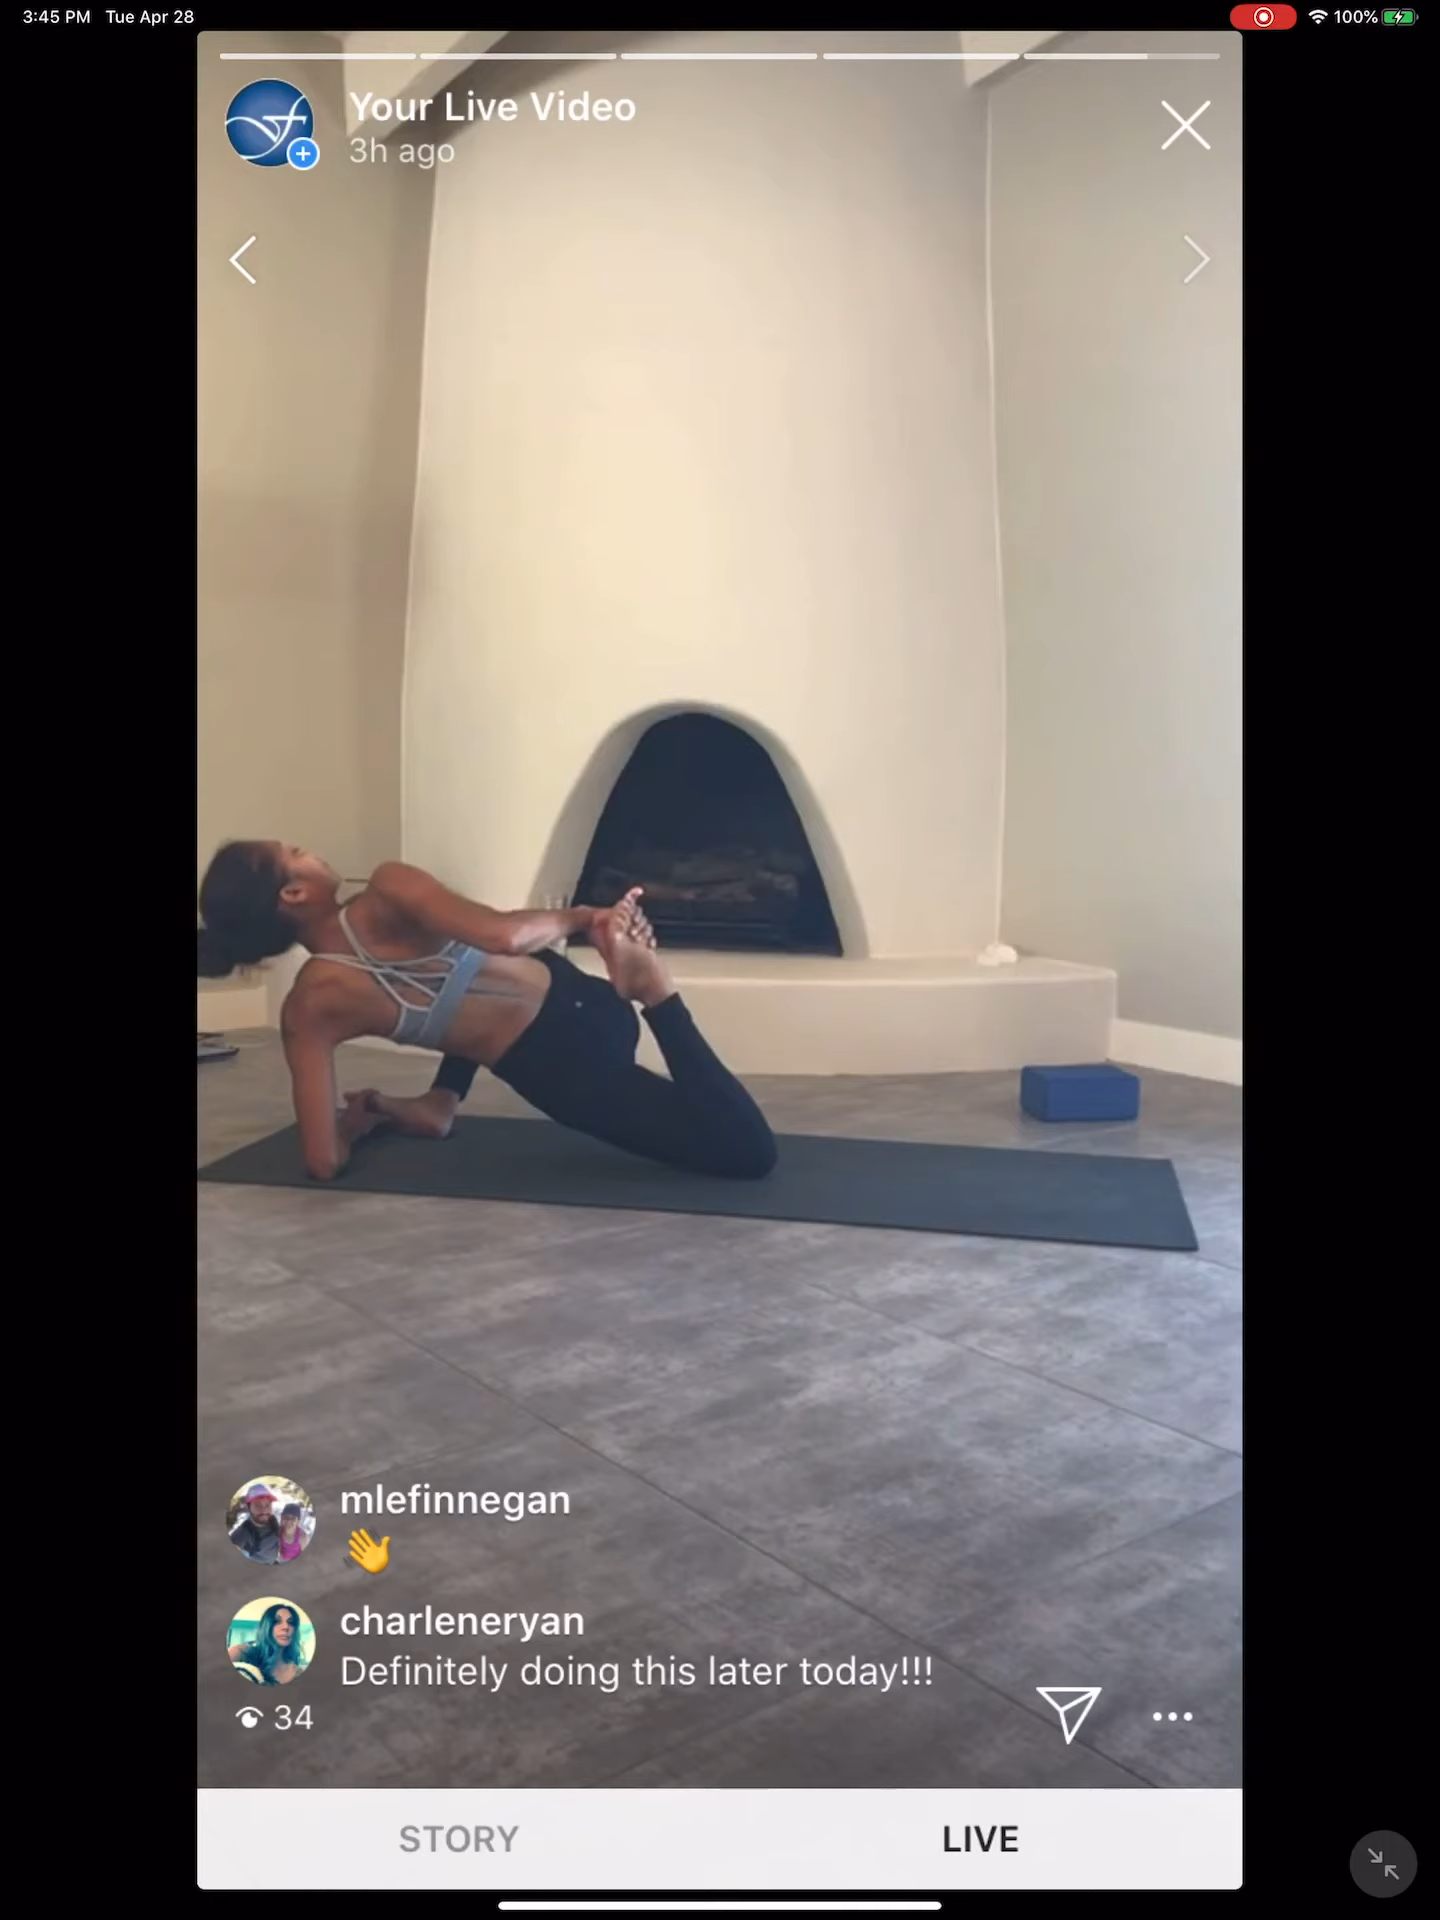 3:45 PM Tue Apr 28
100%
Your Live Video
3h ago
mlefinnegan
👋
charleneryan
Definitely doing this later today!!!
34
STORY
LIVE